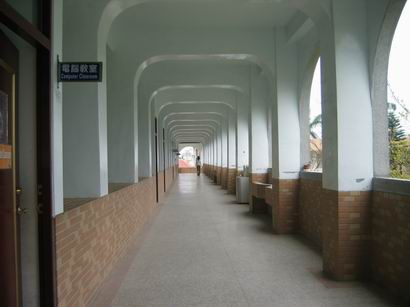 電腦教室
Computer Classroom